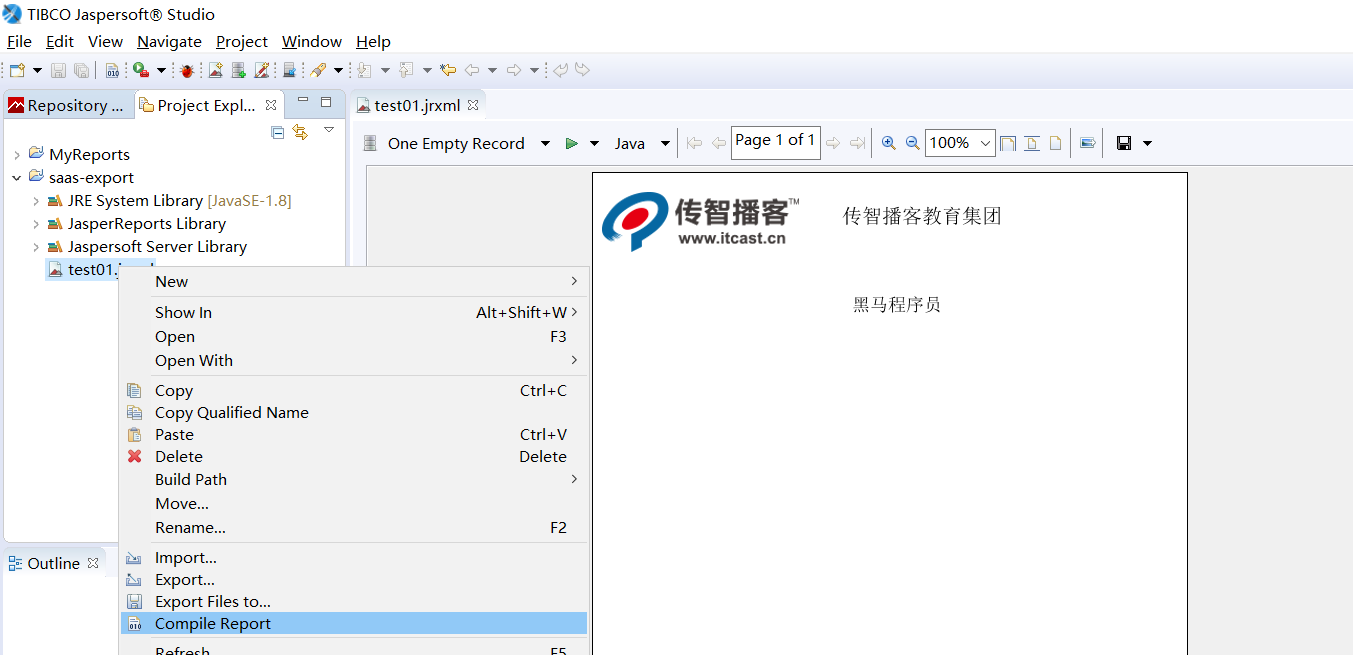 TIBCO Jaspersoft® Studio
File Edit View Navigate Project Window Help
Repository ... Project Expl... test01.jrxml
One Empty Record Java Page 1 of 1 100%
MyReports
saas-export
JRE System Library [JavaSE-1.8]
JasperReports Library
Jaspersoft Server Library
test01.
传智播客™
www.itcast.cn
传智播客教育集团
黑马程序员
New
Show In Alt+Shift+W
Open F3
Open With
Copy Ctrl+C
Copy Qualified Name
Paste Ctrl+V
Delete Delete
Build Path
Move...
Rename... F2
Import...
Export...
Export Files to...
Compile Report
Refresh F5
Outline